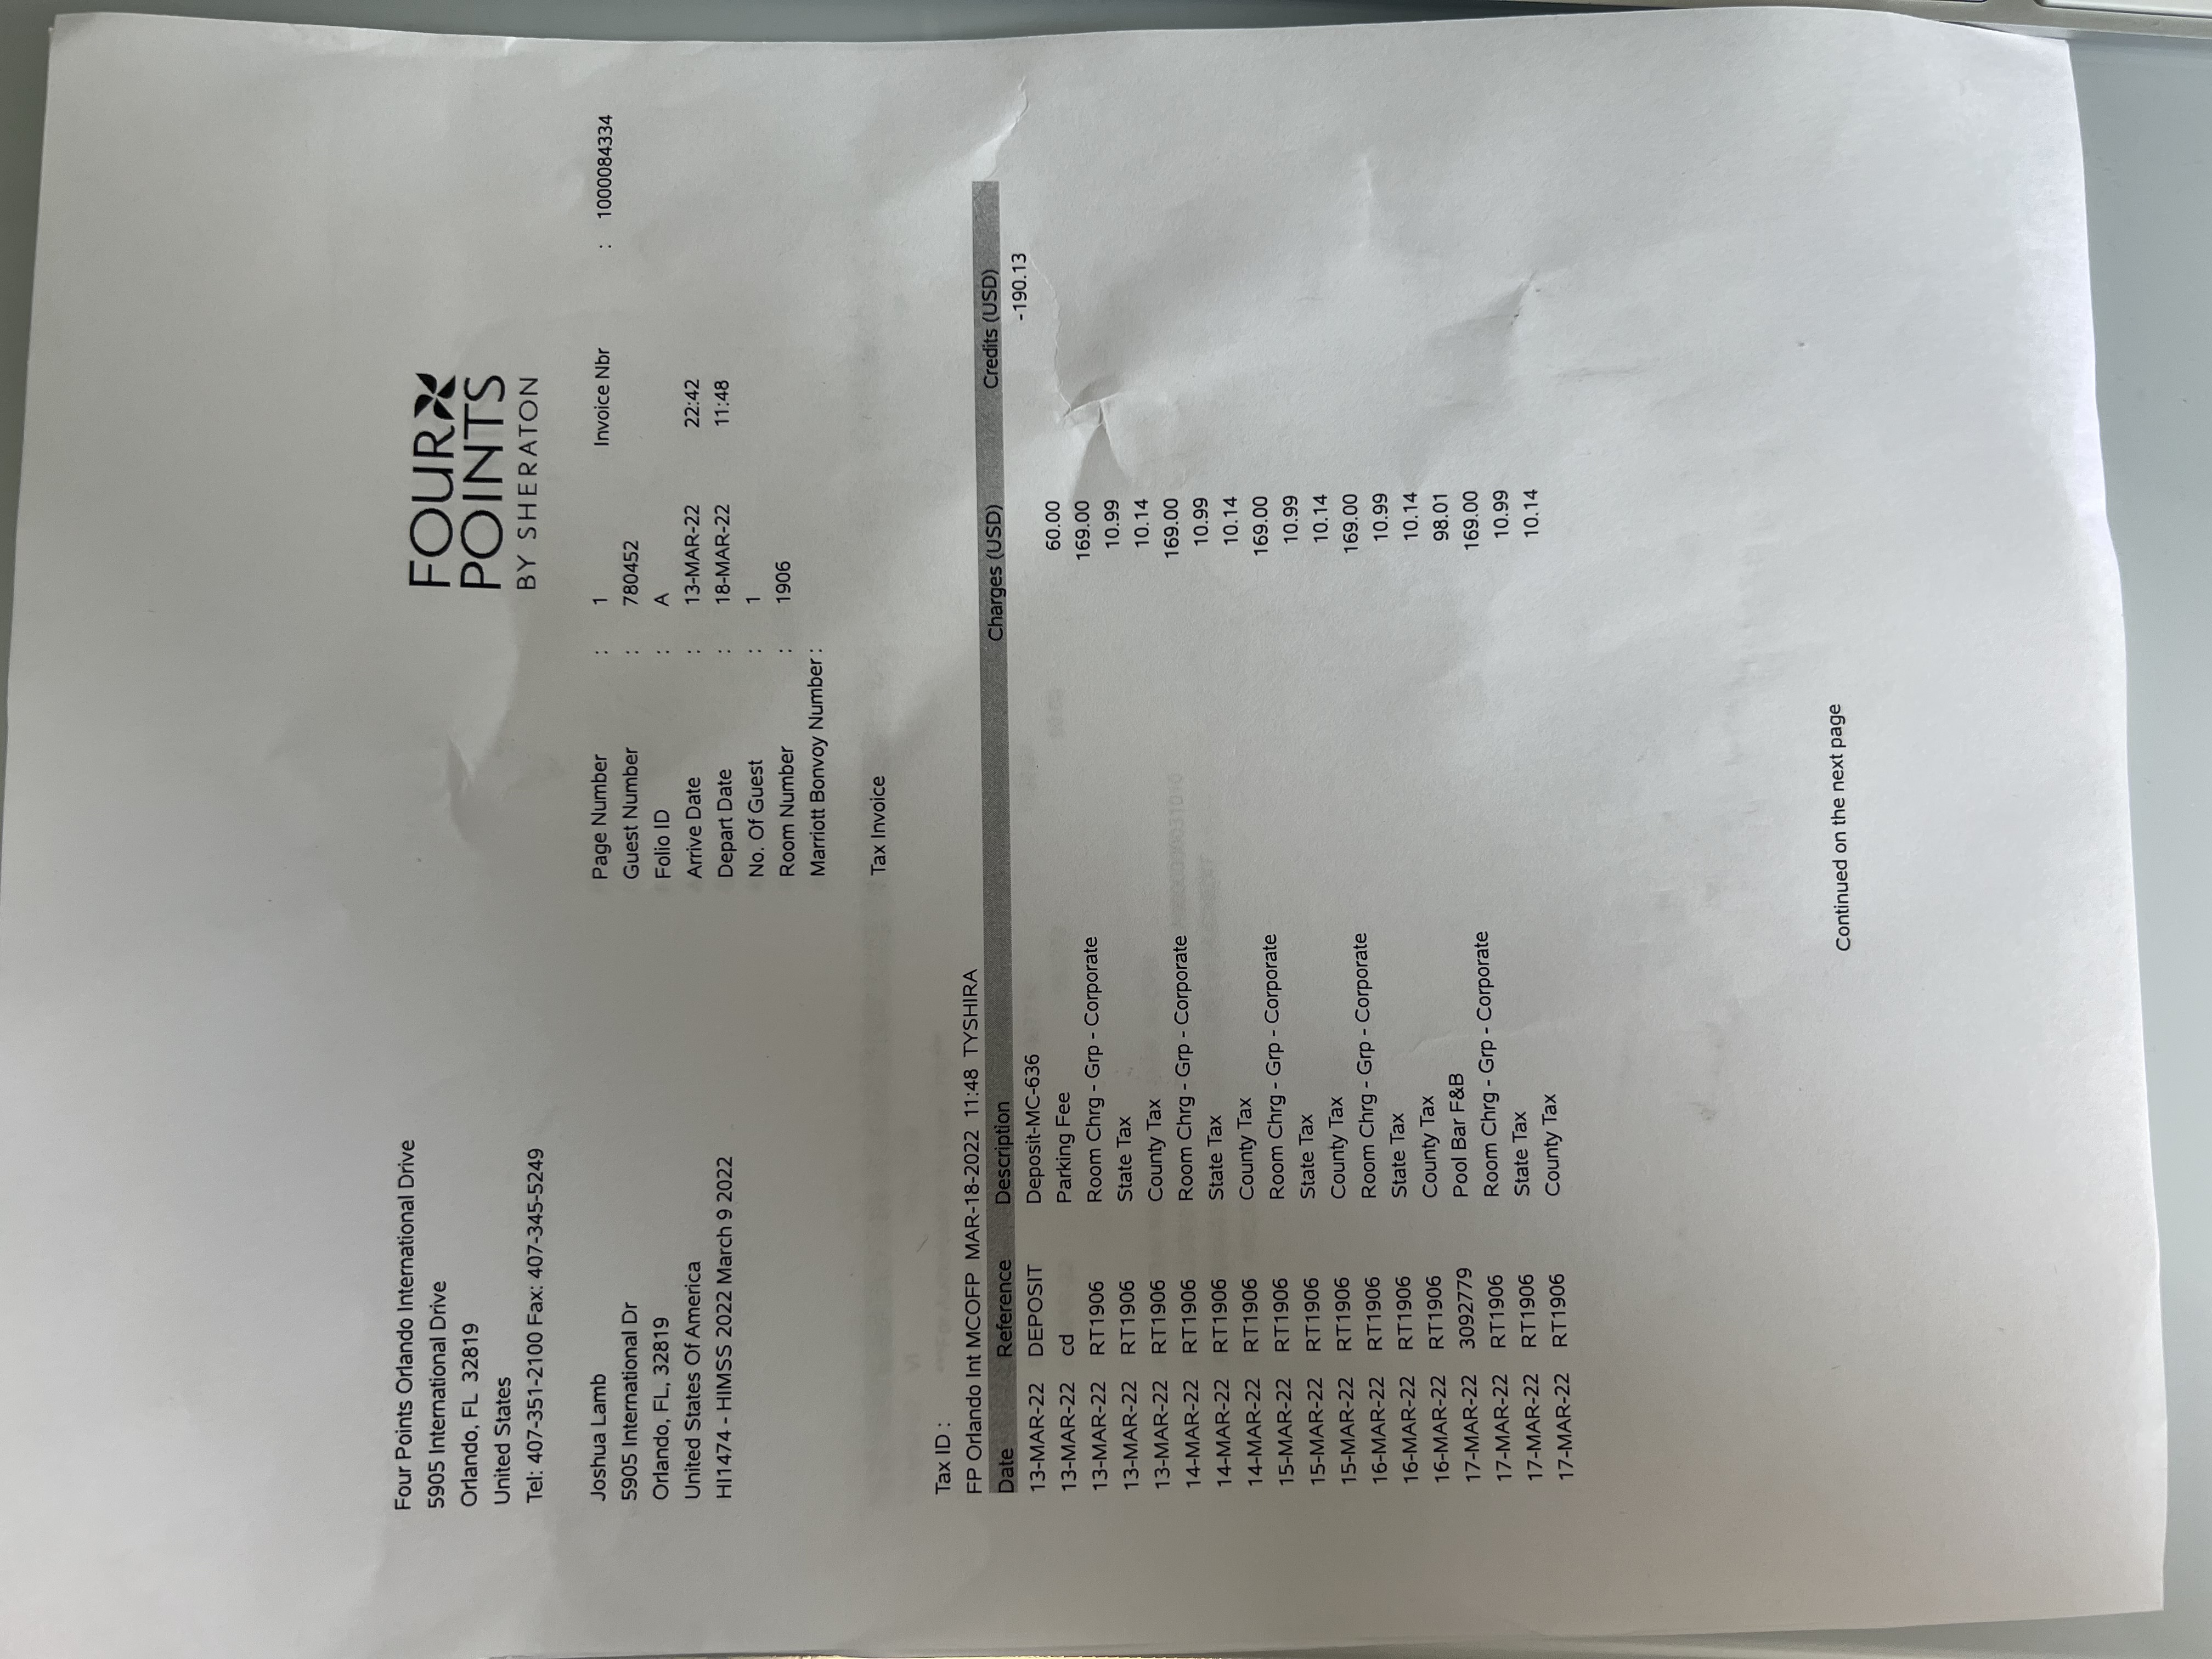 Four Points Orlando International Drive
5905 International Drive
Orlando, FL 32819
United States
Tel: 407-351-2100 Fax: 407-345-5249
FOUR POINTS
BY SHERATON
Joshua Lamb
5905 International Dr
Orlando, FL, 32819
United States Of America
HI1474 - HIMSS 2022 March 9 2022
Page Number : 1 Invoice Nbr : 1000084334
Guest Number : 780452
Folio ID : A
Arrive Date : 13-MAR-22 22:42
Depart Date : 18-MAR-22 11:48
No. Of Guest : 1
Room Number : 1906
Marriott Bonvoy Number :
Tax Invoice
Tax ID :
FP Orlando Int MCOFP MAR-18-2022 11:48 TYSHIRA
Date Reference Description Charges (USD) Credits (USD)
13-MAR-22 DEPOSIT Deposit-MC-636 -190.13
13-MAR-22 cd Parking Fee 60.00
13-MAR-22 RT1906 Room Chrg - Grp - Corporate 169.00
13-MAR-22 RT1906 State Tax 10.99
13-MAR-22 RT1906 County Tax 10.14
14-MAR-22 RT1906 Room Chrg - Grp - Corporate 169.00
14-MAR-22 RT1906 State Tax 10.99
14-MAR-22 RT1906 County Tax 10.14
15-MAR-22 RT1906 Room Chrg - Grp - Corporate 169.00
15-MAR-22 RT1906 State Tax 10.99
15-MAR-22 RT1906 County Tax 10.14
16-MAR-22 RT1906 Room Chrg - Grp - Corporate 169.00
16-MAR-22 RT1906 State Tax 10.99
16-MAR-22 RT1906 County Tax 10.14
17-MAR-22 3092779 Pool Bar F&B 98.01
17-MAR-22 RT1906 Room Chrg - Grp - Corporate 169.00
17-MAR-22 RT1906 State Tax 10.99
17-MAR-22 RT1906 County Tax 10.14
Continued on the next page